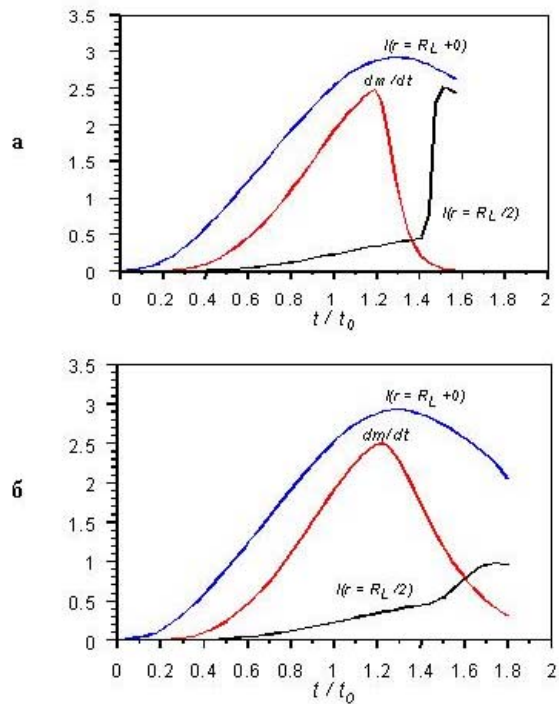 а
3.5
3
2.5
2
1.5
1
0.5
0
I(r = R_L +0)
dm/dt
I(r = R_L /2)
0 0.2 0.4 0.6 0.8 1 1.2 1.4 1.6 1.8 2
t / t_0
б
3.5
3
2.5
2
1.5
1
0.5
0
I(r = R_L +0)
dm/dt
I(r = R_L /2)
0 0.2 0.4 0.6 0.8 1 1.2 1.4 1.6 1.8 2
t / t_0